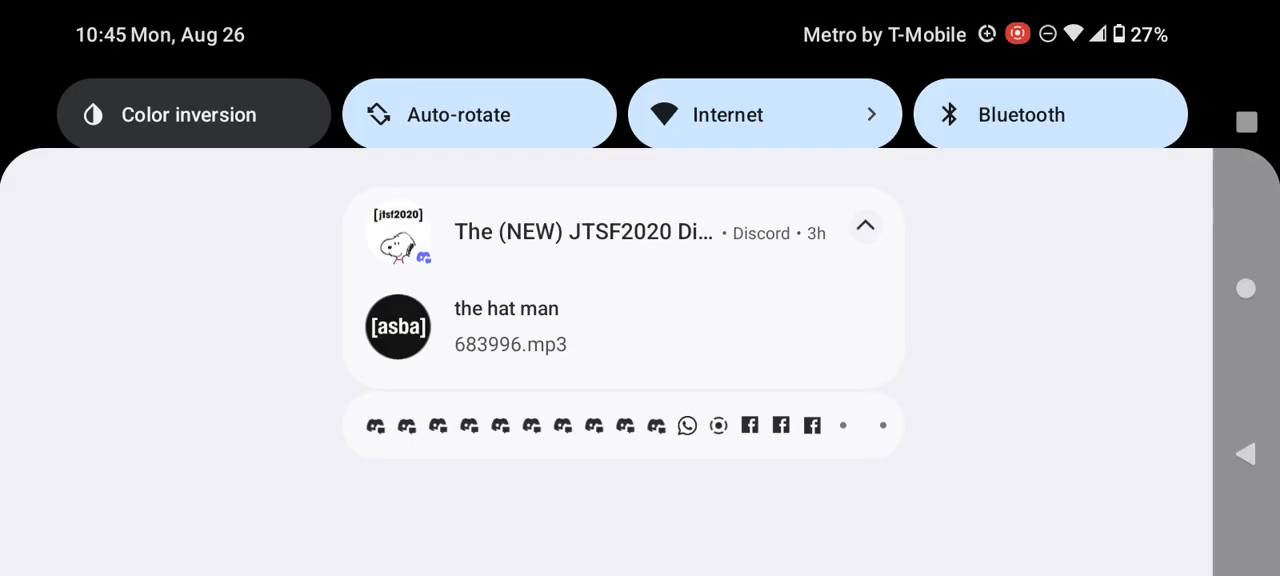 10:45 Mon, Aug 26
Metro by T-Mobile 27%
Color inversion
Auto-rotate
Internet
Bluetooth
[jtsf2020]
The (NEW) JTSF2020 Di... • Discord • 3h
the hat man
[asba]
683996.mp3